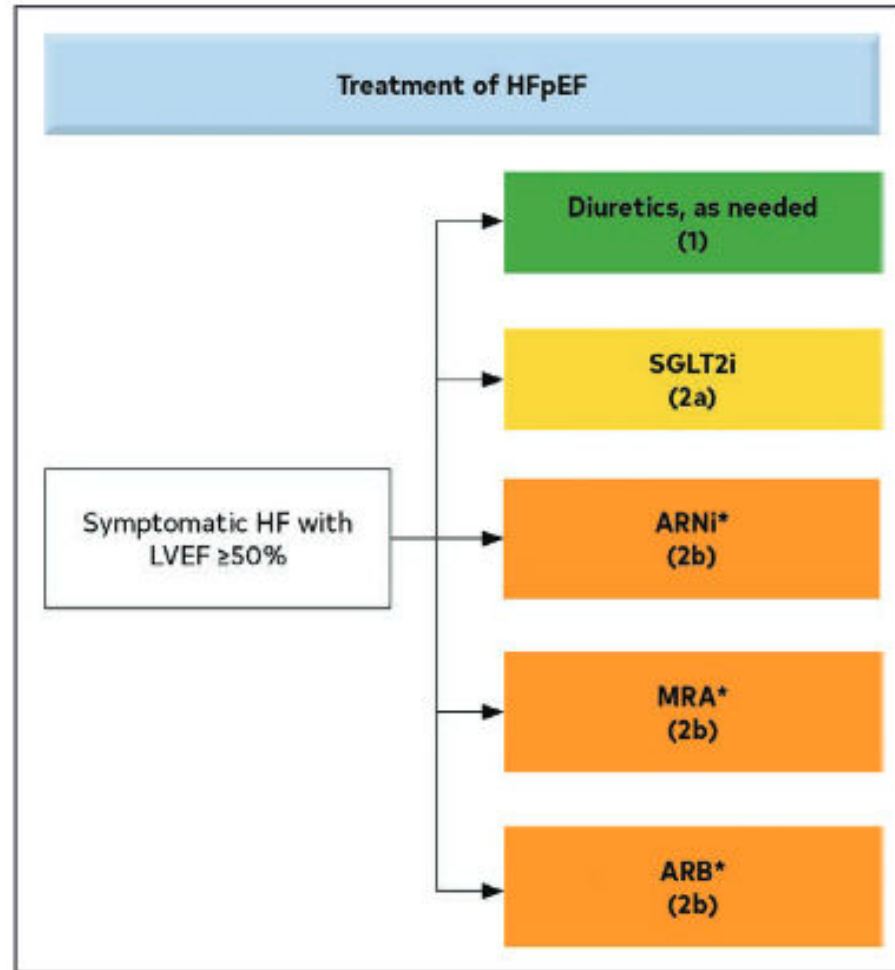 Treatment of HFpEF
Diuretics, as needed
(1)
SGLT2i
(2a)
Symptomatic HF with
LVEF ≥50%
ARNi*
(2b)
MRA*
(2b)
ARB*
(2b)